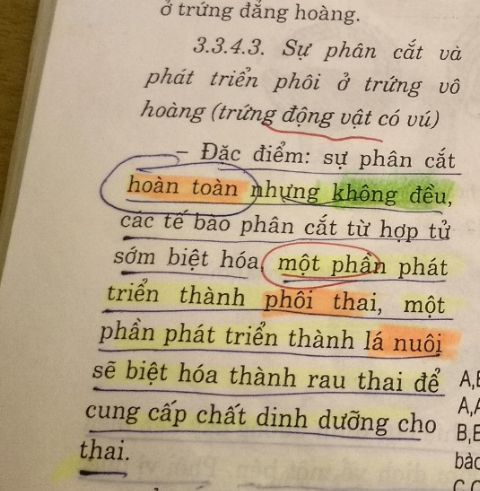 ở trứng đẳng hoàng.
3.3.4.3. Sự phân cắt và
phát triển phôi ở trứng vô
hoàng (trứng động vật có vú)
– Đặc điểm: sự phân cắt
hoàn toàn nhưng không đều,
các tế bào phân cắt từ hợp tử
sớm biệt hóa, một phần phát
triển thành phôi thai, một
phần phát triển thành lá nuôi
sẽ biệt hóa thành rau thai để
cung cấp chất dinh dưỡng cho
thai.